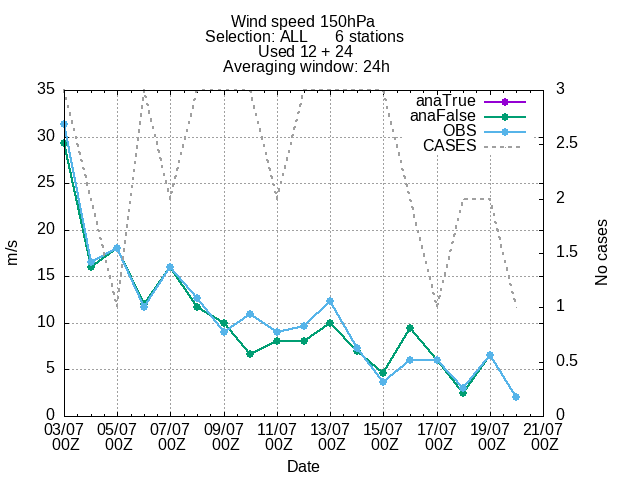 Wind speed 150hPa
Selection: ALL 6 stations
Used 12 + 24
Averaging window: 24h
anaTrue
anaFalse
OBS
CASES
35
30
25
20
15
10
5
0
m/s
3
2.5
2
1.5
1
0.5
0
No cases
03/07 05/07 07/07 09/07 11/07 13/07 15/07 17/07 19/07 21/07
00Z 00Z 00Z 00Z 00Z 00Z 00Z 00Z 00Z 00Z
Date